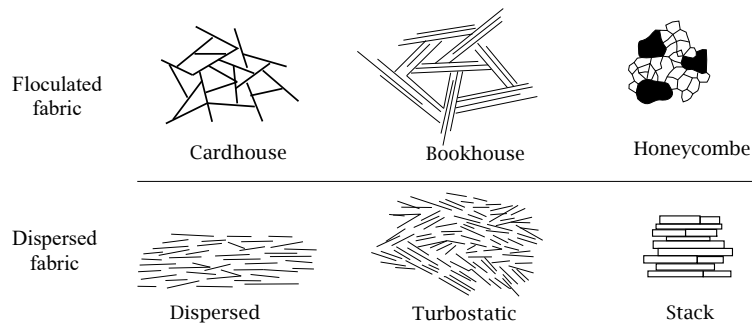 Floculated
fabric
Cardhouse
Bookhouse
Honeycombe
Dispersed
fabric
Dispersed
Turbostatic
Stack